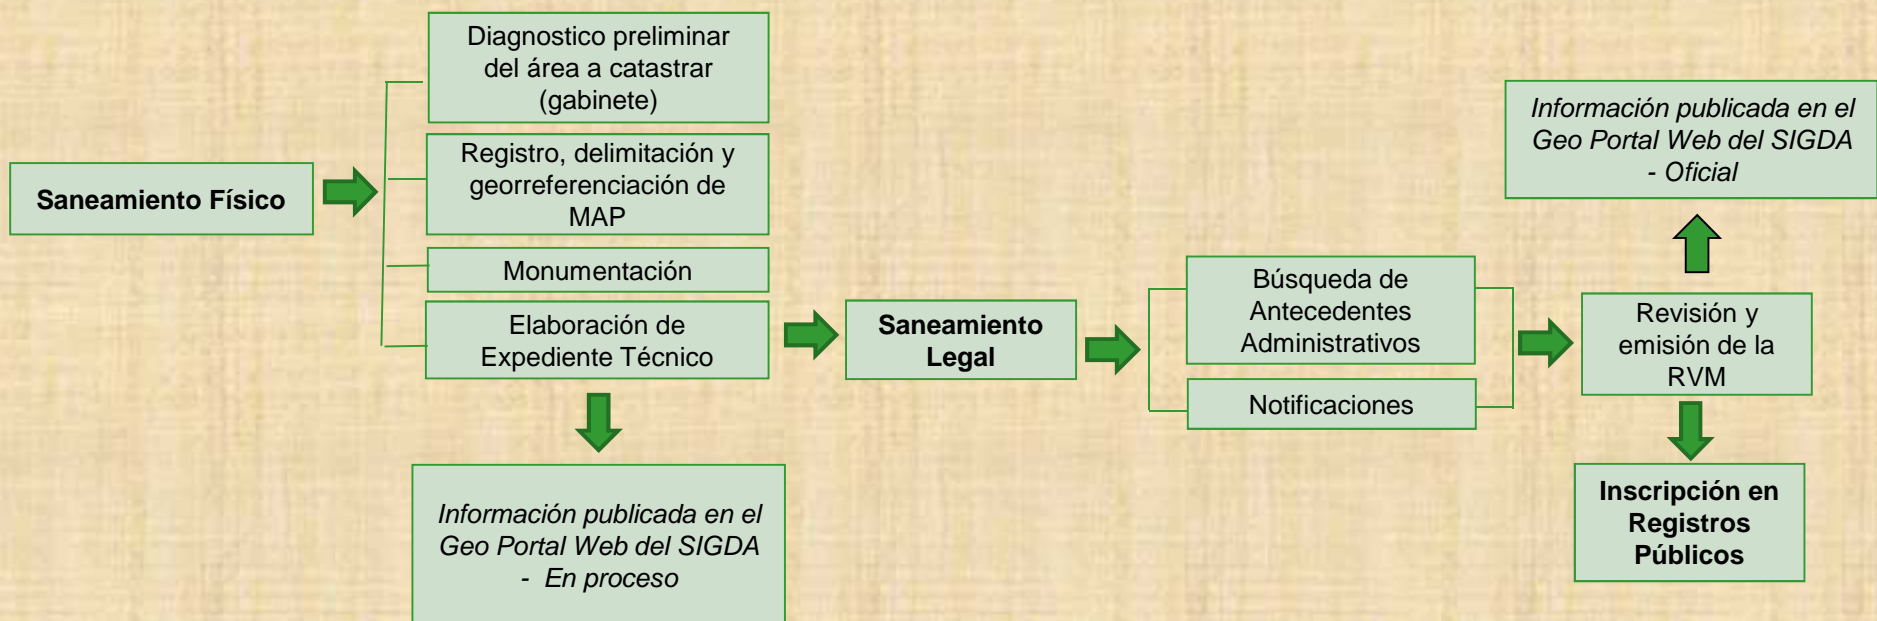 Saneamiento Físico
Diagnostico preliminar
del área a catastrar
(gabinete)
Registro, delimitación y
georreferenciación de
MAP
Monumentación
Elaboración de
Expediente Técnico
Información publicada en el
Geo Portal Web del SIGDA
- En proceso
Saneamiento
Legal
Búsqueda de
Antecedentes
Administrativos
Notificaciones
Revisión y
emisión de la
RVM
Información publicada en el
Geo Portal Web del SIGDA
- Oficial
Inscripción en
Registros
Públicos